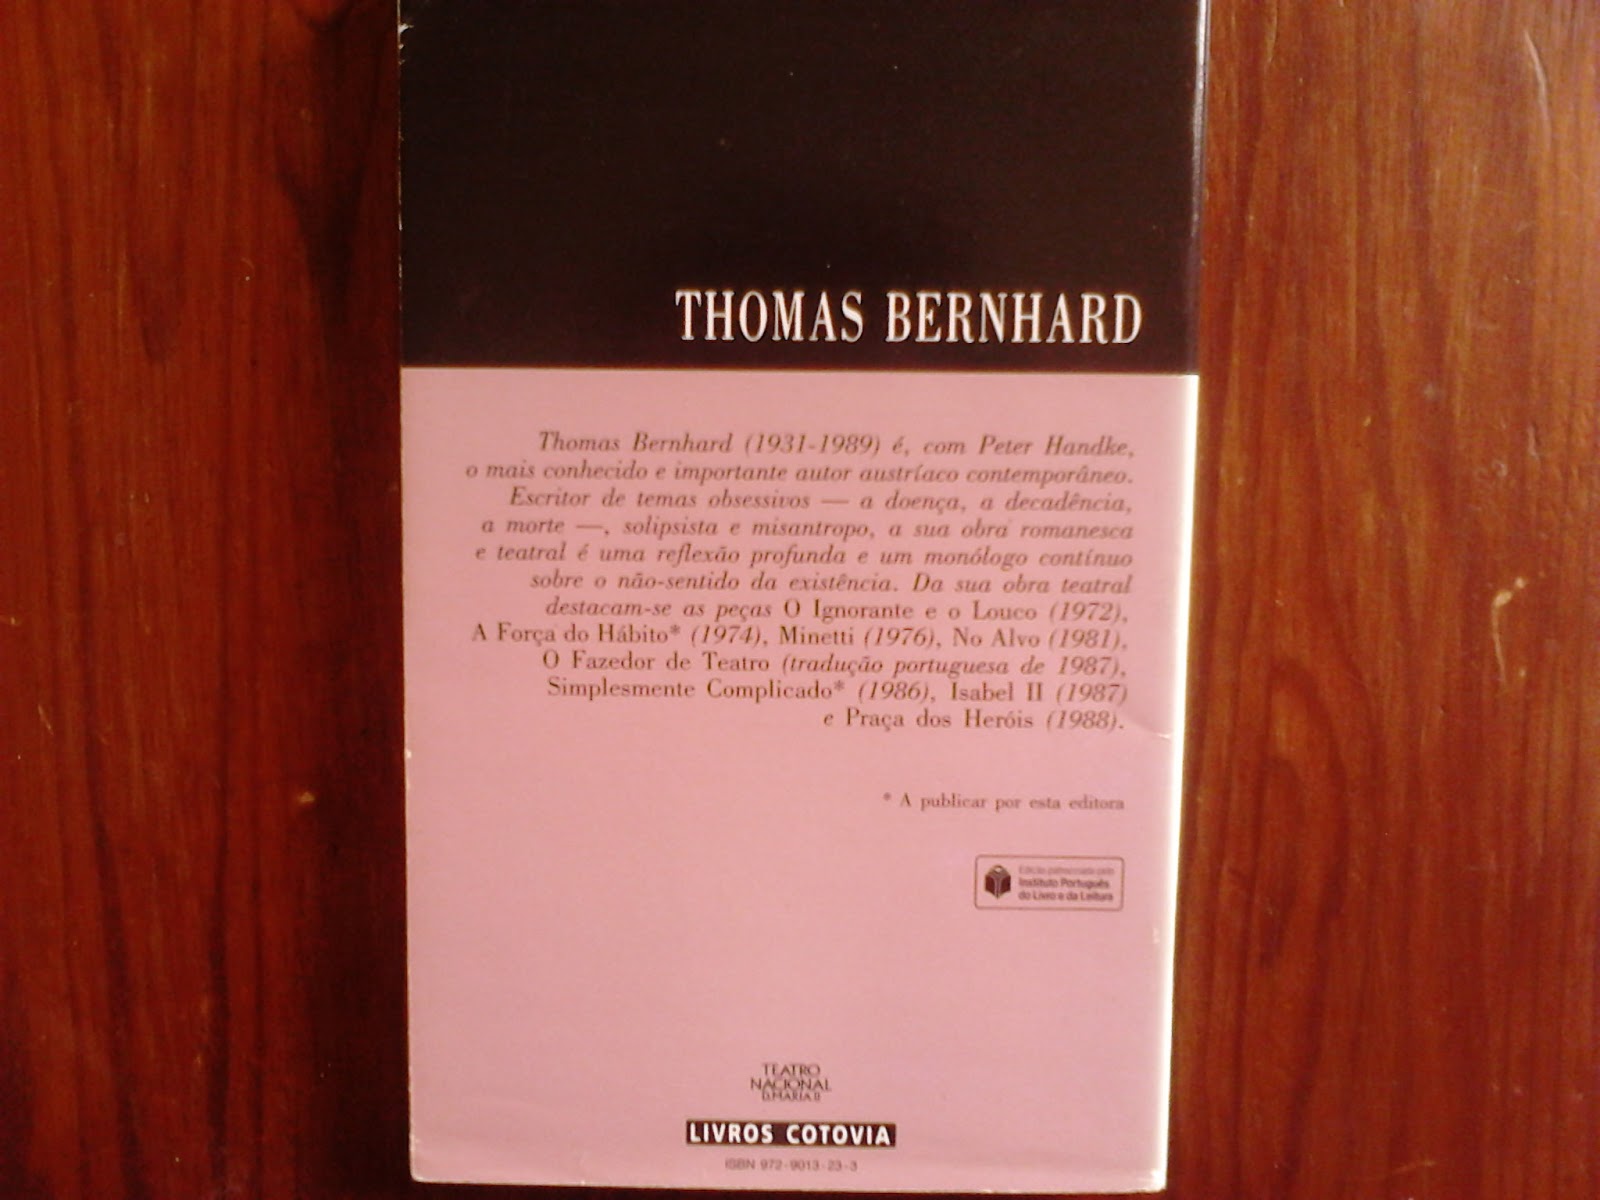 THOMAS BERNHARD
Thomas Bernhard (1931-1989) é, com Peter Handke,
o mais conhecido e importante autor austríaco contemporâneo.
Escritor de temas obsessivos — a doença, a decadência,
a morte —, solipsista e misantropo, a sua obra romanesca
e teatral é uma reflexão profunda e um monólogo contínuo
sobre o não-sentido da existência. Da sua obra teatral
destacam-se as peças O Ignorante e o Louco (1972),
A Força do Hábito* (1974), Minetti (1976), No Alvo (1981),
O Fazedor de Teatro (tradução portuguesa de 1987),
Simplesmente Complicado* (1986), Isabel II (1987)
e Praça dos Heróis (1988).
* A publicar por esta editora
Edição patrocinada pelo
Instituto Português
do Livro e da Leitura
TEATRO
NACIONAL
D. MARIA II
LIVROS COTOVIA
ISBN 972-9013-23-3